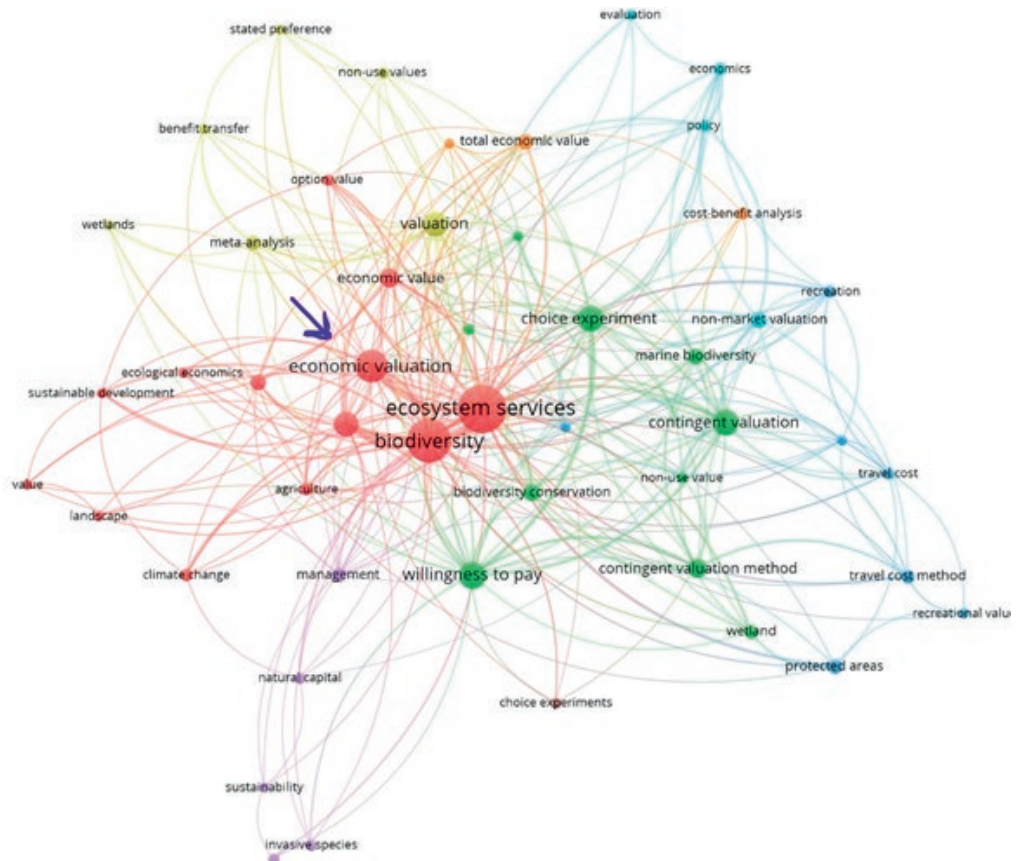 evaluation
stated preference
economics
non-use values
policy
benefit transfer
total economic value
option value
cost-benefit analysis
wetlands
valuation
meta-analysis
economic value
recreation
choice experiment
non-market valuation
marine biodiversity
economic valuation
ecological economics
sustainable development
ecosystem services
contingent valuation
biodiversity
travel cost
non-use value
value
agriculture
biodiversity conservation
landscape
climate change
management
willingness to pay
contingent valuation method
travel cost method
recreational value
wetland
protected areas
natural capital
choice experiments
sustainability
invasive species